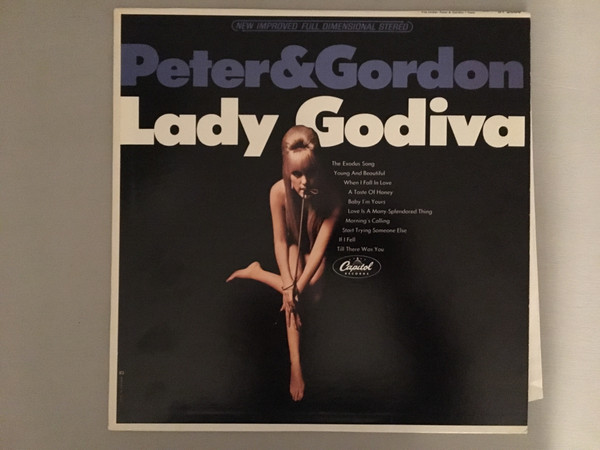 NEW IMPROVED FULL DIMENSIONAL STEREO
Peter&Gordon
Lady Godiva
The Exodus Song
Young And Beautiful
When I Fall In Love
A Taste Of Honey
Baby I'm Yours
Love Is A Many Splendored Thing
Morning's Calling
Start Trying Someone Else
If I Fell
Till There Was You
Capitol
RECORDS